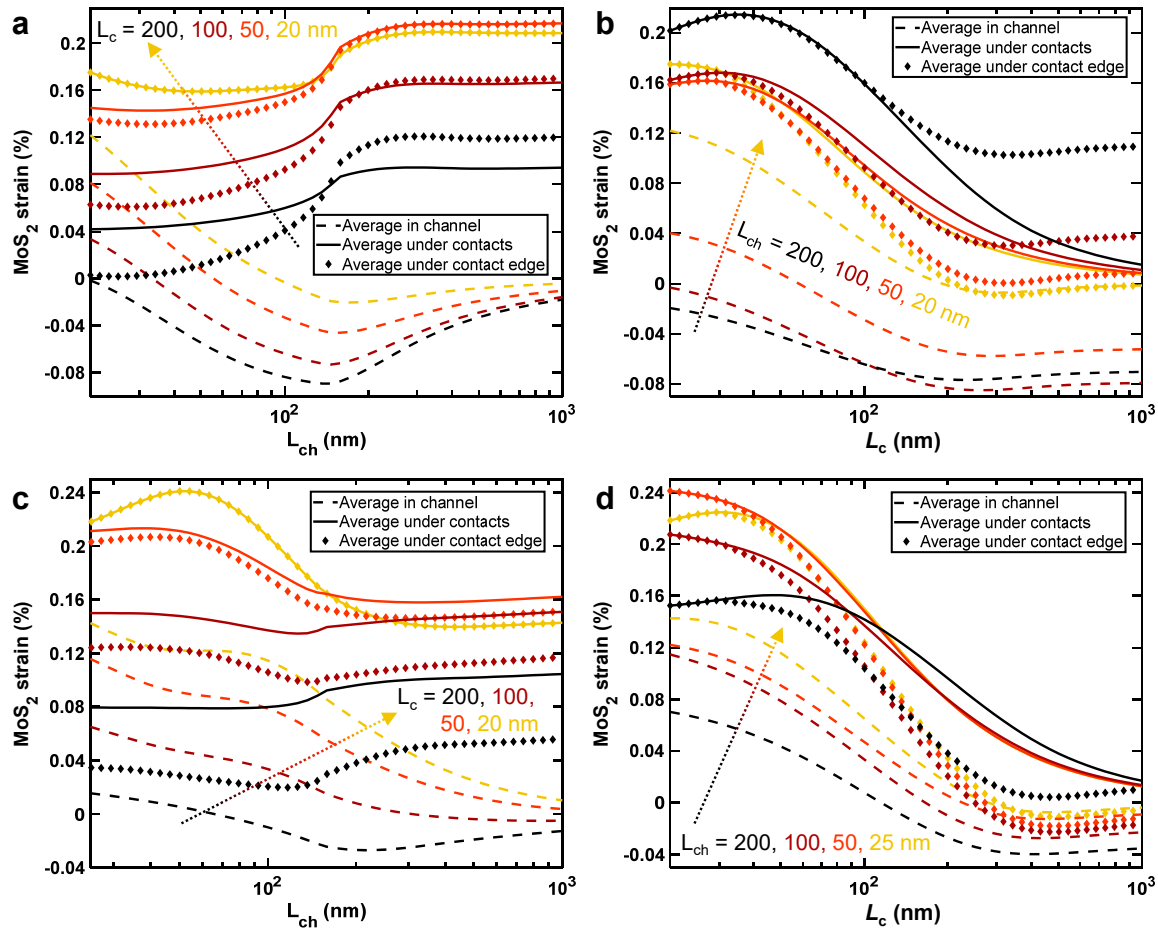 a
L_c = 200, 100, 50, 20 nm
MoS_2 strain (%)
0.2
0.16
0.12
0.08
0.04
0
-0.04
-0.08
Average in channel
Average under contacts
Average under contact edge
10^2
10^3
L_ch (nm)
b
MoS_2 strain (%)
0.2
0.16
0.12
0.08
0.04
0
-0.04
-0.08
Average in channel
Average under contacts
Average under contact edge
L_ch = 200, 100, 50, 20 nm
10^2
10^3
L_c (nm)
c
MoS_2 strain (%)
0.24
0.2
0.16
0.12
0.08
0.04
0
-0.04
Average in channel
Average under contacts
Average under contact edge
L_c = 200, 100,
50, 20 nm
10^2
10^3
L_ch (nm)
d
MoS_2 strain (%)
0.24
0.2
0.16
0.12
0.08
0.04
0
-0.04
Average in channel
Average under contacts
Average under contact edge
L_ch = 200, 100, 50, 25 nm
10^2
10^3
L_c (nm)